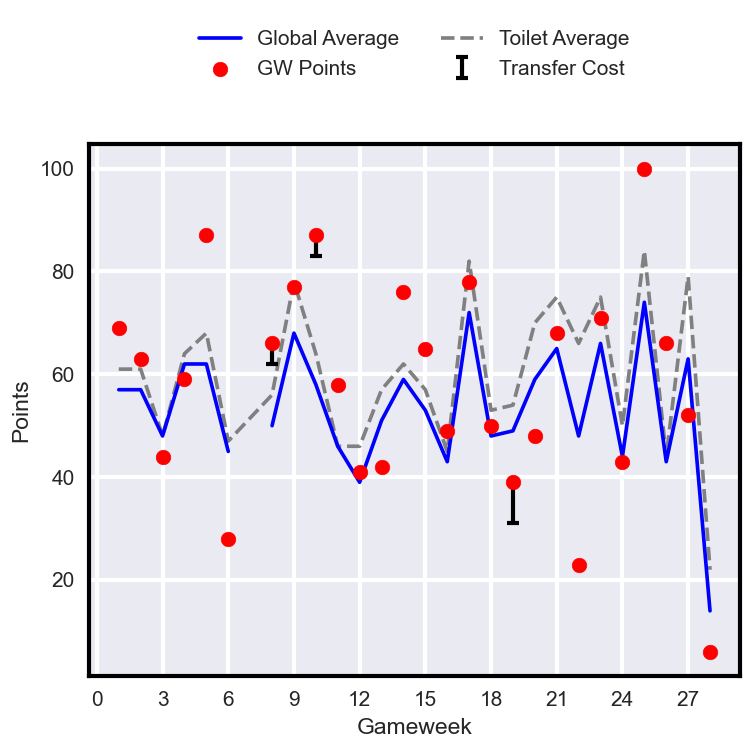 Global Average
Toilet Average
GW Points
Transfer Cost
100
80
60
40
20
Points
0 3 6 9 12 15 18 21 24 27
Gameweek